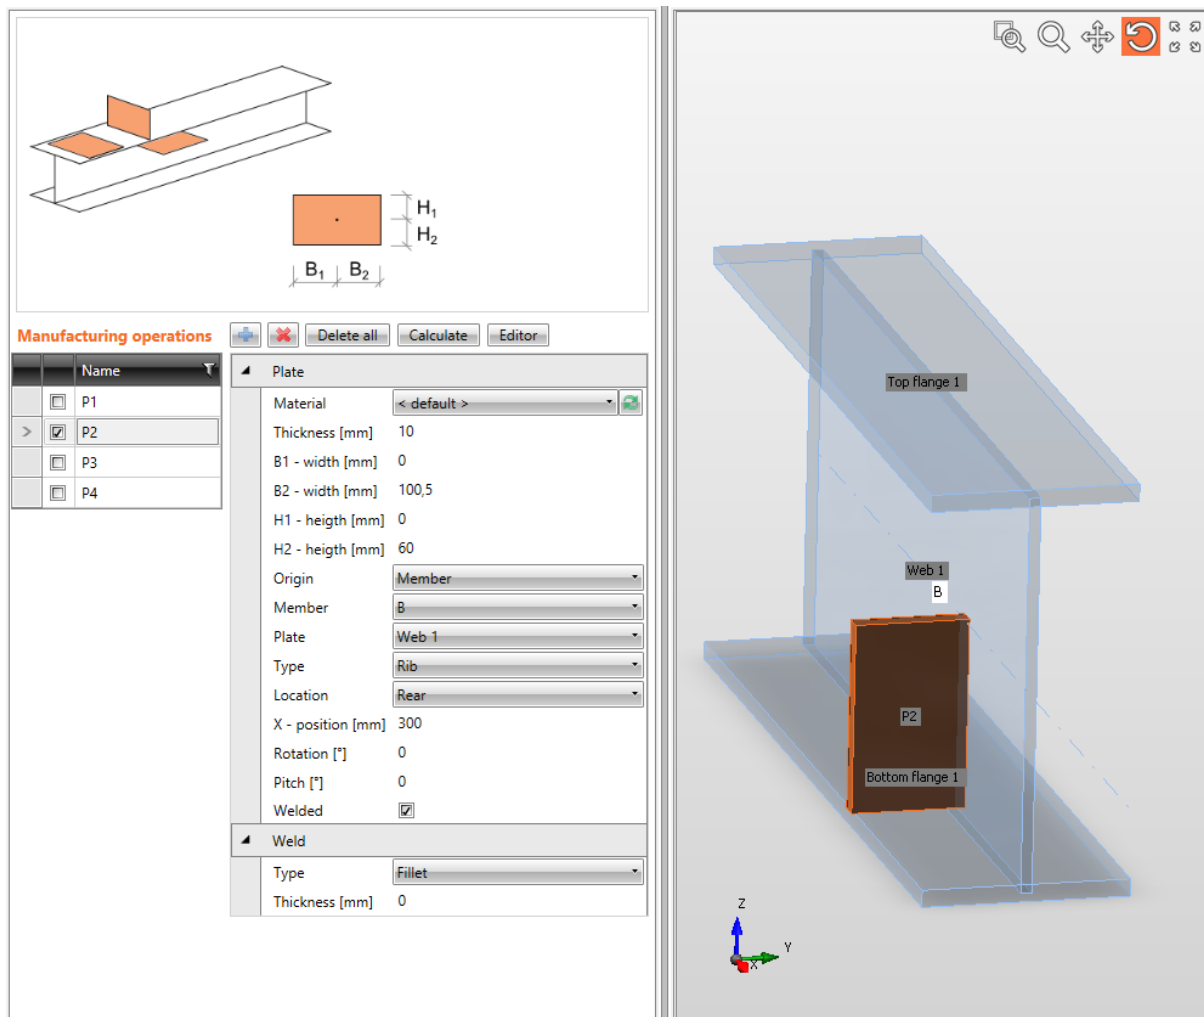 H1
H2
B1 B2
Manufacturing operations Delete all Calculate Editor
Name
P1
P2
P3
P4
Plate
Material < default >
Thickness [mm] 10
B1 - width [mm] 0
B2 - width [mm] 100,5
H1 - heigth [mm] 0
H2 - heigth [mm] 60
Origin Member
Member B
Plate Web 1
Type Rib
Location Rear
X - position [mm] 300
Rotation [°] 0
Pitch [°] 0
Welded
Weld
Type Fillet
Thickness [mm] 0
Top flange 1
Web 1
B
P2
Bottom flange 1
Z
Y
X